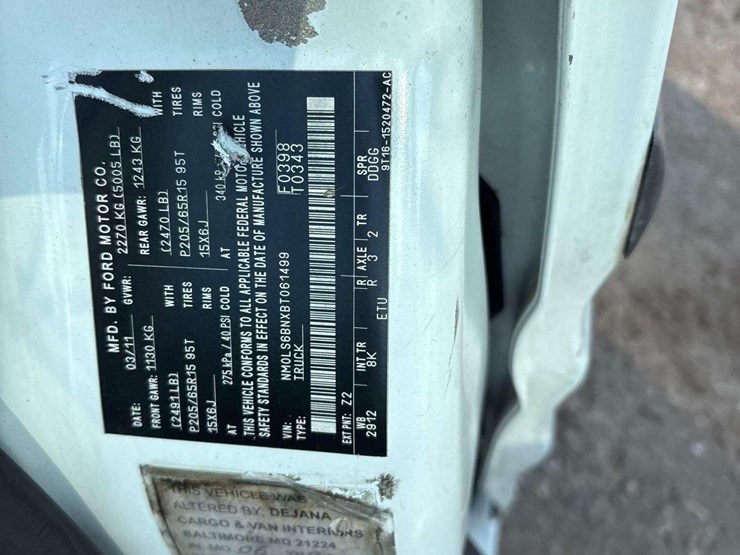 MFD. BY FORD MOTOR CO.
DATE: 03/11 GVWR: 2270 KG (5005 LB)
FRONT GAWR: 1130 KG REAR GAWR: 1243 KG
(2491 LB) WITH (2470 LB) WITH
P205/65R15 95T TIRES P205/65R15 95T TIRES
15X6J RIMS 15X6J RIMS
AT 275 kPa / 40 PSI COLD AT 340 COLD
THIS VEHICLE CONFORMS TO ALL APPLICABLE FEDERAL MOTOR VEHICLE
SAFETY STANDARDS IN EFFECT ON THE DATE OF MANUFACTURE SHOWN ABOVE
VIN: NM0LS6BNXBT061499 F0398
TYPE: TRUCK T0343
EXT PNT: Z2 ETU
WB INT TR R AXLE TR SPR
2912 8K R 3 2 DDGG
9T16-1520472-AC
THIS VEHICLE WAS
ALTERED BY: DEJANA
CARGO & VAN INTERIORS
BALTIMORE MD 21224